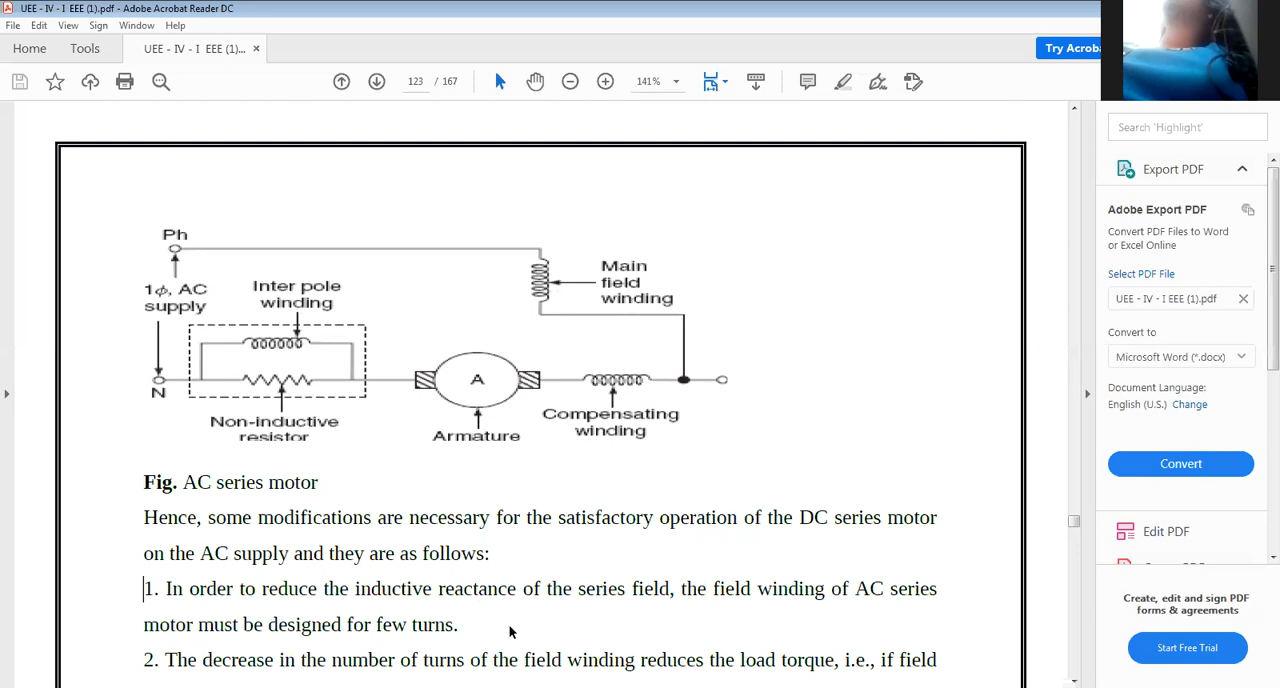 UEE - IV - I EEE (1).pdf - Adobe Acrobat Reader DC
File Edit View Sign Window Help
Home Tools UEE - IV - I EEE (1)... ×
Try Acroba
123 / 167 141%
Search 'Highlight'
Export PDF
Adobe Export PDF
Convert PDF Files to Word
or Excel Online
Select PDF File
UEE - IV - I EEE (1).pdf
Convert to
Microsoft Word (*.docx)
Document Language:
English (U.S.) Change
Convert
Edit PDF
Create, edit and sign PDF
forms & agreements
Start Free Trial
Ph
1ϕ, AC
supply
N
Inter pole
winding
Non-inductive
resistor
A
Armature
Main
field
winding
Compensating
winding
Fig. AC series motor
Hence, some modifications are necessary for the satisfactory operation of the DC series motor
on the AC supply and they are as follows:
1. In order to reduce the inductive reactance of the series field, the field winding of AC series
motor must be designed for few turns.
2. The decrease in the number of turns of the field winding reduces the load torque, i.e., if field